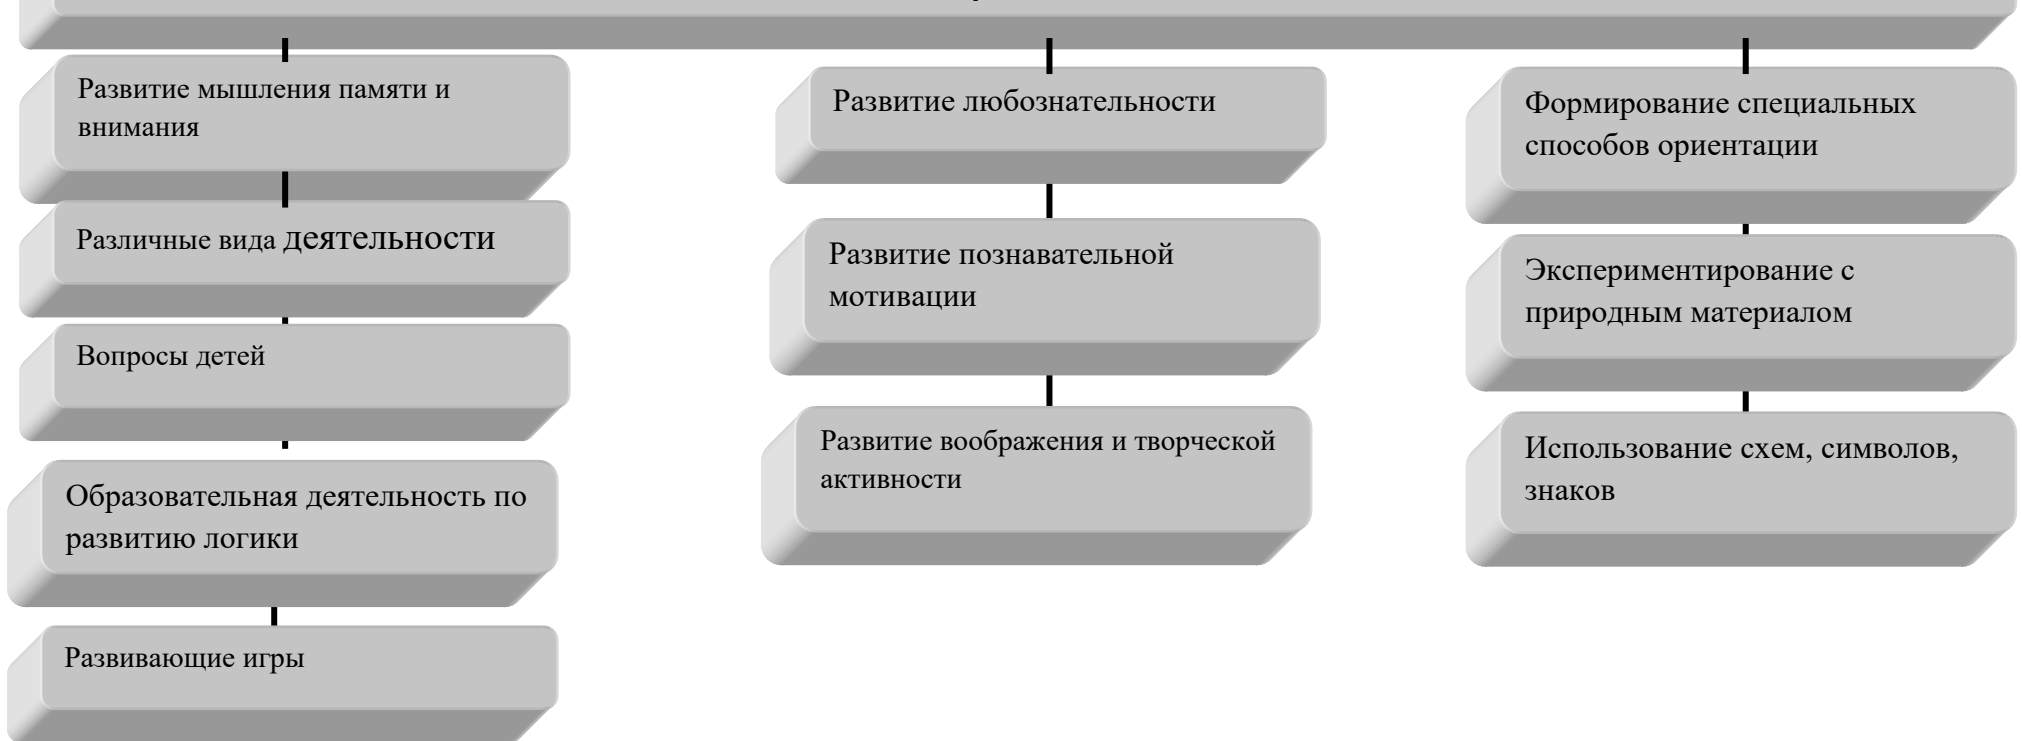 Развитие мышления памяти и
внимания
Различные вида деятельности
Вопросы детей
Образовательная деятельность по
развитию логики
Развивающие игры
Развитие любознательности
Развитие познавательной
мотивации
Развитие воображения и творческой
активности
Формирование специальных
способов ориентации
Экспериментирование с
природным материалом
Использование схем, символов,
знаков